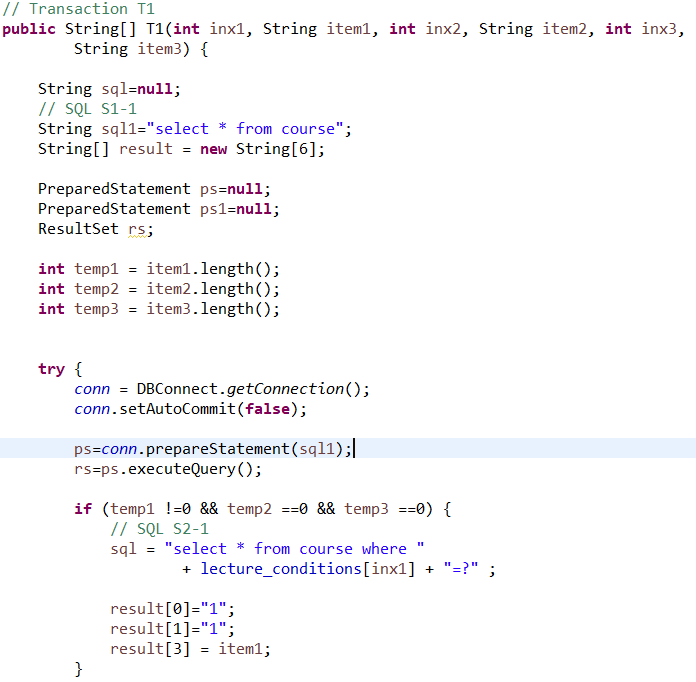 // Transaction T1
public String[] T1(int inx1, String item1, int inx2, String item2, int inx3,
        String item3) {
    String sql=null;
    // SQL S1-1
    String sql1="select * from course";
    String[] result = new String[6];
    PreparedStatement ps=null;
    PreparedStatement ps1=null;
    ResultSet rs;
    int temp1 = item1.length();
    int temp2 = item2.length();
    int temp3 = item3.length();
    try {
        conn = DBConnect.getConnection();
        conn.setAutoCommit(false);
        ps=conn.prepareStatement(sql1);
        rs=ps.executeQuery();
        if (temp1 !=0 && temp2 ==0 && temp3 ==0) {
            // SQL S2-1
            sql = "select * from course where "
                    + lecture_conditions[inx1] + "=?" ;
            result[0]="1";
            result[1]="1";
            result[3] = item1;
        }